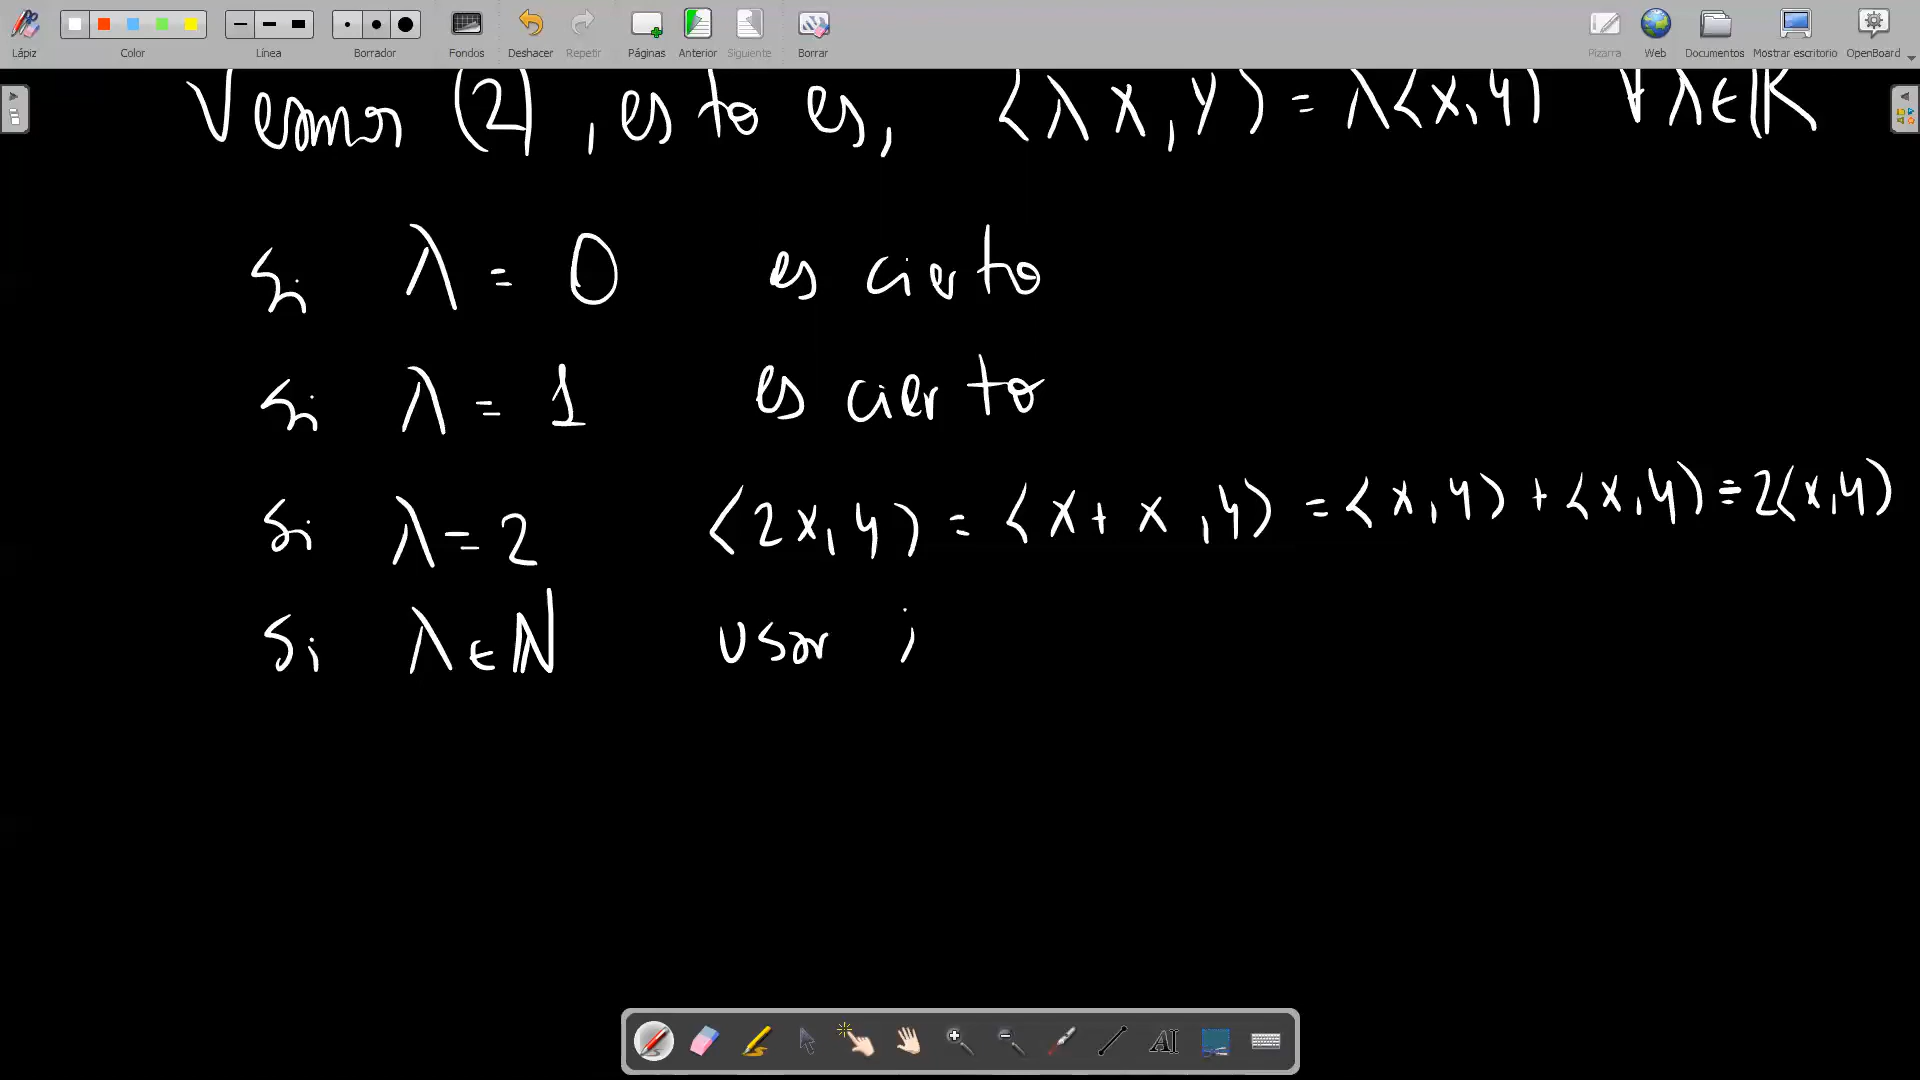 Lápiz Color Línea Borrador Fondos Deshacer Repetir Páginas Anterior Siguiente Borrar Pizarra Web Documentos Mostrar escritorio OpenBoard
Veamos (2), esto es, ⟨λx, y⟩ = λ⟨x, y⟩ ∀ λ ∈ 𝕂
Si λ = 0 es cierto
Si λ = 1 es cierto
Si λ = 2 ⟨2x, y⟩ = ⟨x + x, y⟩ = ⟨x, y⟩ + ⟨x, y⟩ = 2⟨x, y⟩
Si λ ∈ ℕ usar i
AI